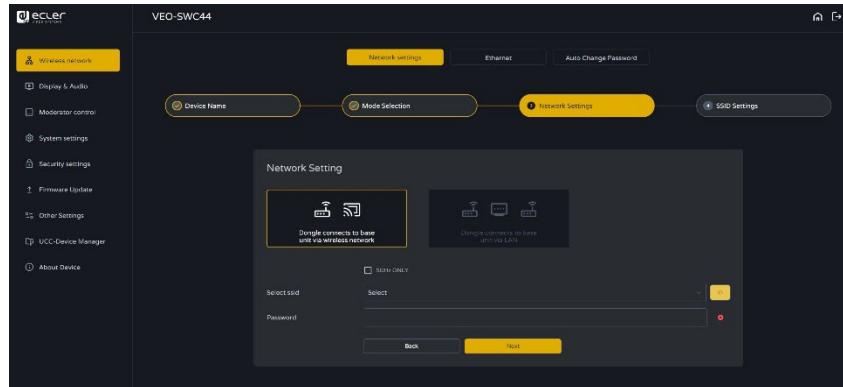 ecler
VEO-SWC44
Wireless network
Display & Audio
Moderator control
System settings
Security settings
Firmware Update
Other Settings
UCC-Device Manager
About Device
Network settings
Ethernet
Auto Change Password
Device Name
Mode Selection
3 Network Settings
4 SSID Settings
Network Setting
Dongle connects to base
unit via wireless network
Dongle connects to base
unit via LAN
ONLY
Select ssid
Select
Password
Back
Next